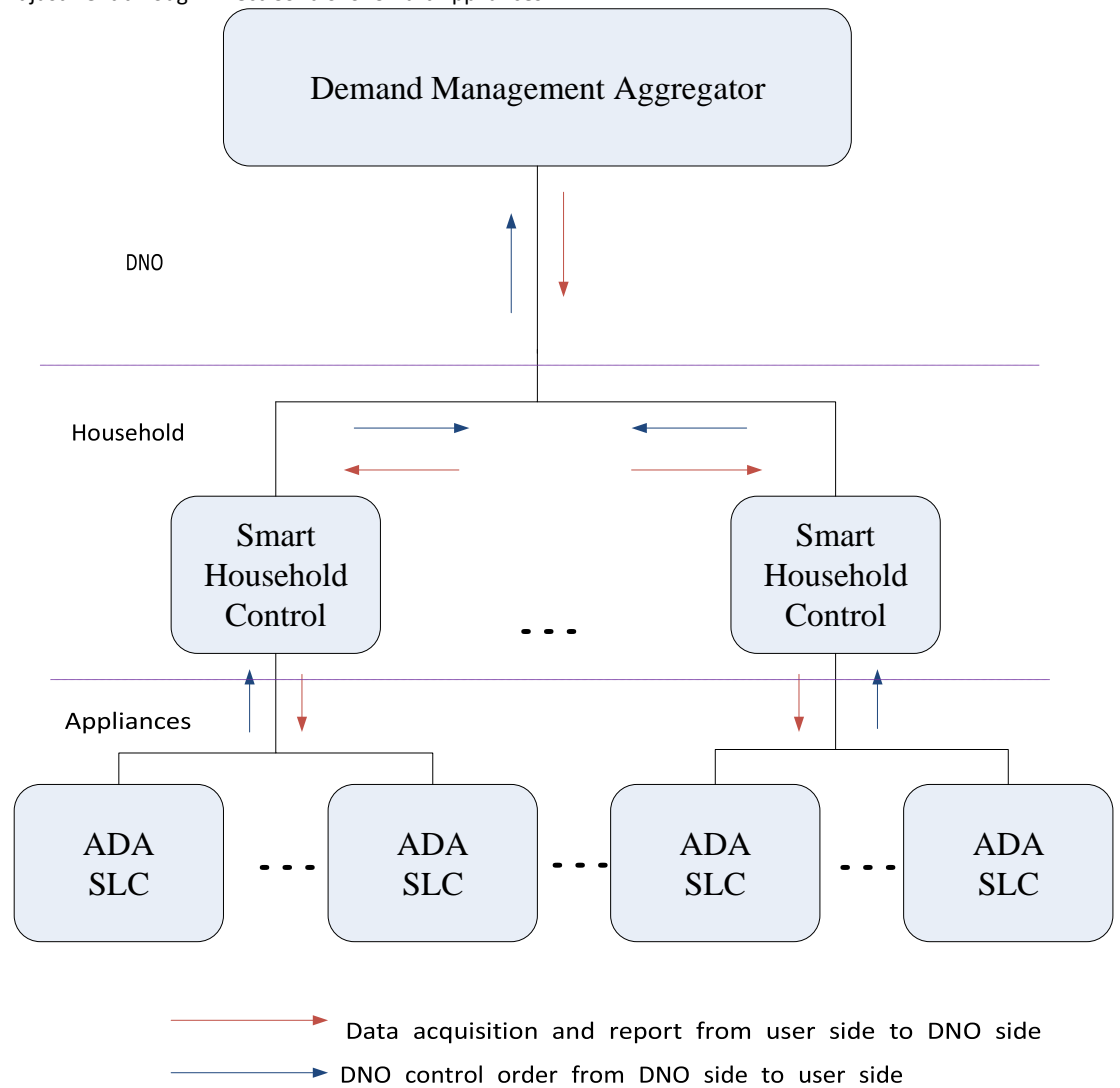 Demand Management Aggregator
DNO
Household
Smart
Household
Control
Smart
Household
Control
Appliances
ADA
SLC
ADA
SLC
ADA
SLC
ADA
SLC
Data acquisition and report from user side to DNO side
DNO control order from DNO side to user side